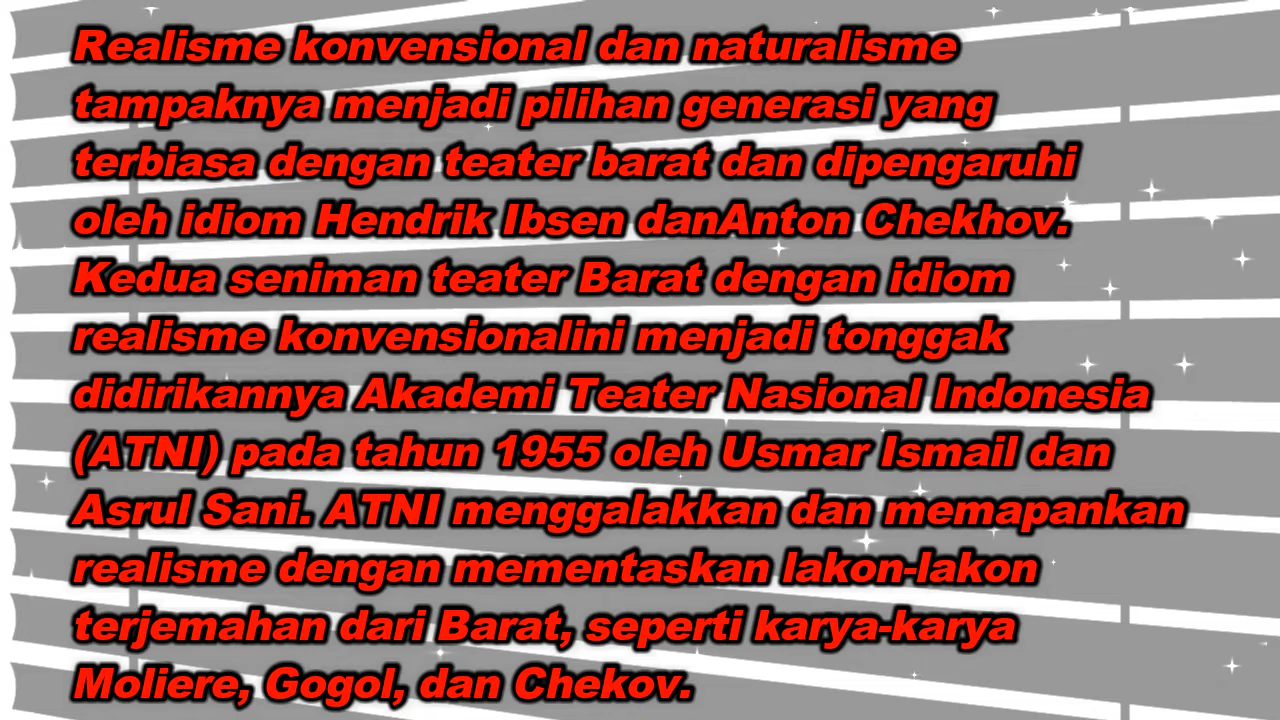 Realisme konvensional dan naturalisme
tampaknya menjadi pilihan generasi yang
terbiasa dengan teater barat dan dipengaruhi
oleh idiom Hendrik Ibsen danAnton Chekhov.
Kedua seniman teater Barat dengan idiom
realisme konvensionalini menjadi tonggak
didirikannya Akademi Teater Nasional Indonesia
(ATNI) pada tahun 1955 oleh Usmar Ismail dan
Asrul Sani. ATNI menggalakkan dan memapankan
realisme dengan mementaskan lakon-lakon
terjemahan dari Barat, seperti karya-karya
Moliere, Gogol, dan Chekov.